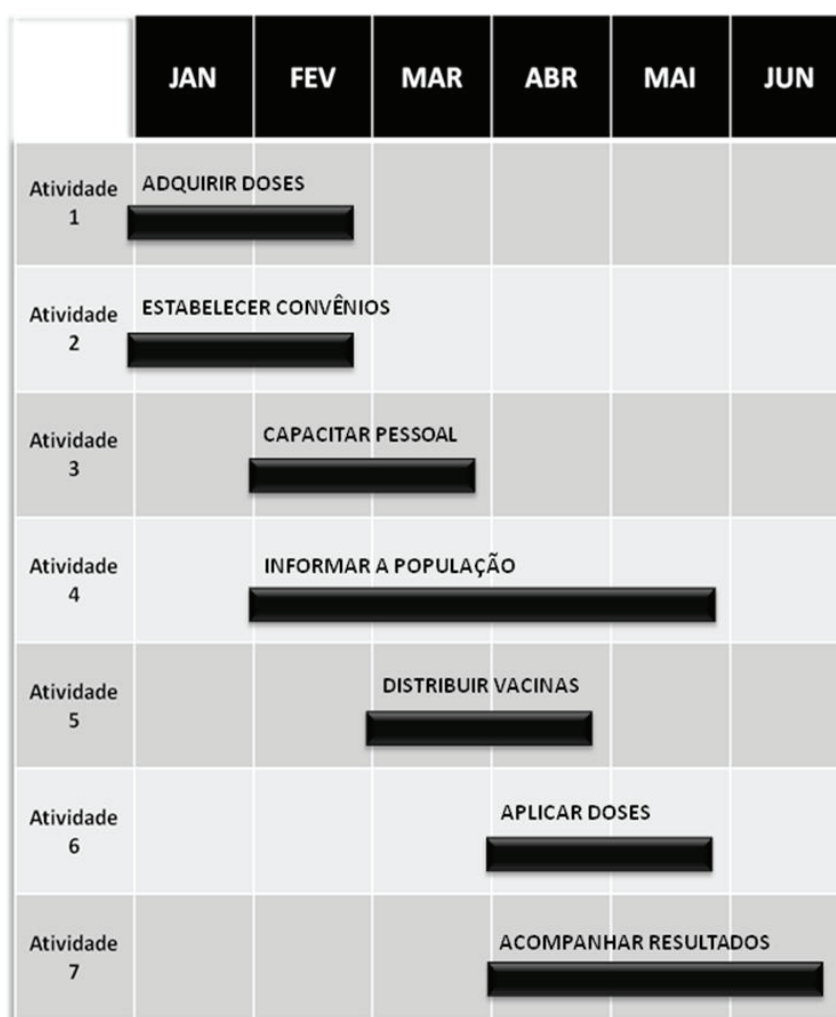 JAN FEV MAR ABR MAI JUN
Atividade
1
ADQUIRIR DOSES
Atividade
2
ESTABELECER CONVÊNIOS
Atividade
3
CAPACITAR PESSOAL
Atividade
4
INFORMAR A POPULAÇÃO
Atividade
5
DISTRIBUIR VACINAS
Atividade
6
APLICAR DOSES
Atividade
7
ACOMPANHAR RESULTADOS